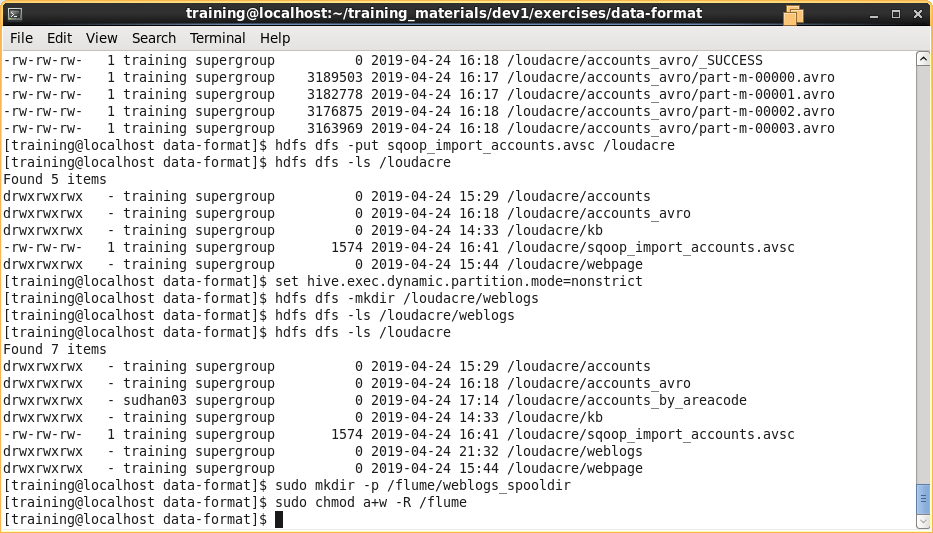 training@localhost:~/training_materials/dev1/exercises/data-format
File Edit View Search Terminal Help
-rw-rw-rw-   1 training supergroup          0 2019-04-24 16:18 /loudacre/accounts_avro/_SUCCESS
-rw-rw-rw-   1 training supergroup    3189503 2019-04-24 16:17 /loudacre/accounts_avro/part-m-00000.avro
-rw-rw-rw-   1 training supergroup    3182778 2019-04-24 16:17 /loudacre/accounts_avro/part-m-00001.avro
-rw-rw-rw-   1 training supergroup    3176875 2019-04-24 16:18 /loudacre/accounts_avro/part-m-00002.avro
-rw-rw-rw-   1 training supergroup    3163969 2019-04-24 16:18 /loudacre/accounts_avro/part-m-00003.avro
[training@localhost data-format]$ hdfs dfs -put sqoop_import_accounts.avsc /loudacre
[training@localhost data-format]$ hdfs dfs -ls /loudacre
Found 5 items
drwxrwxrwx   - training supergroup          0 2019-04-24 15:29 /loudacre/accounts
drwxrwxrwx   - training supergroup          0 2019-04-24 16:18 /loudacre/accounts_avro
drwxrwxrwx   - training supergroup          0 2019-04-24 14:33 /loudacre/kb
-rw-rw-rw-   1 training supergroup       1574 2019-04-24 16:41 /loudacre/sqoop_import_accounts.avsc
drwxrwxrwx   - training supergroup          0 2019-04-24 15:44 /loudacre/webpage
[training@localhost data-format]$ set hive.exec.dynamic.partition.mode=nonstrict
[training@localhost data-format]$ hdfs dfs -mkdir /loudacre/weblogs
[training@localhost data-format]$ hdfs dfs -ls /loudacre/weblogs
[training@localhost data-format]$ hdfs dfs -ls /loudacre
Found 7 items
drwxrwxrwx   - training supergroup          0 2019-04-24 15:29 /loudacre/accounts
drwxrwxrwx   - training supergroup          0 2019-04-24 16:18 /loudacre/accounts_avro
drwxrwxrwx   - sudhan03 supergroup          0 2019-04-24 17:14 /loudacre/accounts_by_areacode
drwxrwxrwx   - training supergroup          0 2019-04-24 14:33 /loudacre/kb
-rw-rw-rw-   1 training supergroup       1574 2019-04-24 16:41 /loudacre/sqoop_import_accounts.avsc
drwxrwxrwx   - training supergroup          0 2019-04-24 21:32 /loudacre/weblogs
drwxrwxrwx   - training supergroup          0 2019-04-24 15:44 /loudacre/webpage
[training@localhost data-format]$ sudo mkdir -p /flume/weblogs_spooldir
[training@localhost data-format]$ sudo chmod a+w -R /flume
[training@localhost data-format]$